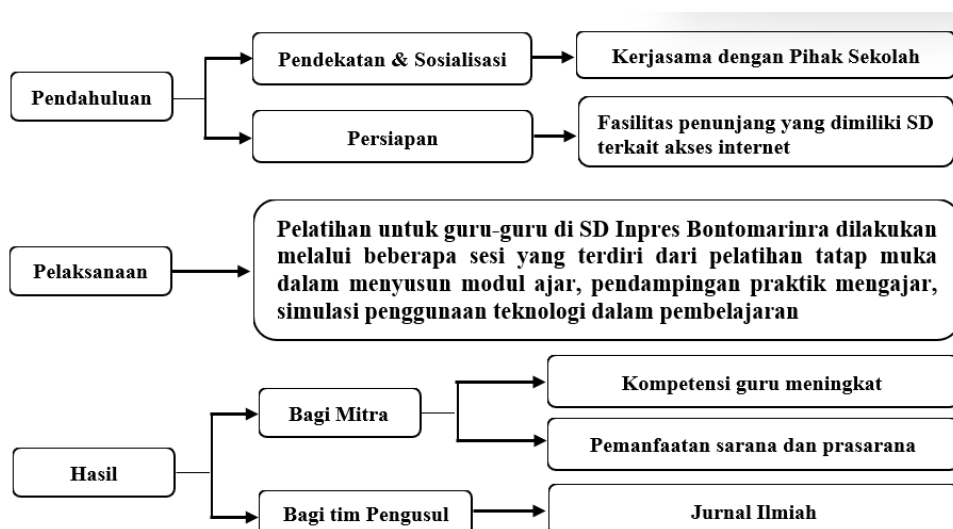 Pendekatan & Sosialisasi
Kerjasama dengan Pihak Sekolah
Pendahuluan
Persiapan
Fasilitas penunjang yang dimiliki SD
terkait akses internet
Pelaksanaan
Pelatihan untuk guru-guru di SD Inpres Bontomarinra dilakukan
melalui beberapa sesi yang terdiri dari pelatihan tatap muka
dalam menyusun modul ajar, pendampingan praktik mengajar,
simulasi penggunaan teknologi dalam pembelajaran
Kompetensi guru meningkat
Bagi Mitra
Pemanfaatan sarana dan prasarana
Hasil
Bagi tim Pengusul
Jurnal Ilmiah